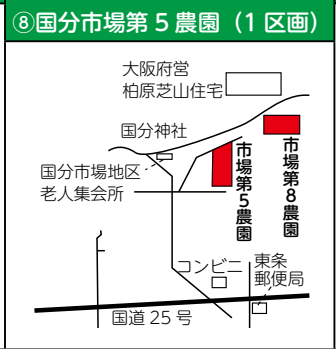 ⑧国分市場第5農園（1区画）
大阪府営
柏原芝山住宅
国分神社
国分市場地区
老人集会所
市場第5農園
市場第8農園
コンビニ
東条
郵便局
国道25号